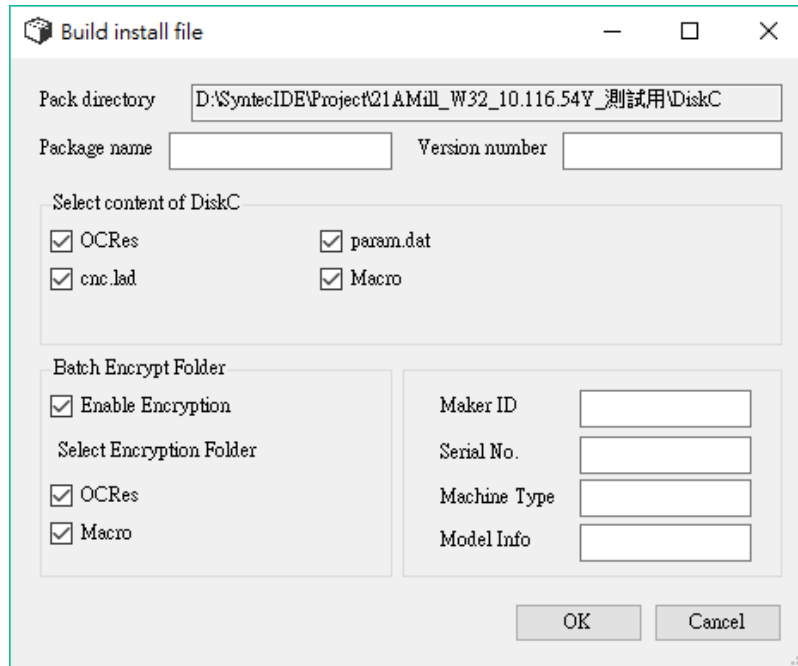 Build install file
Pack directory D:\SyntecIDE\Project\21AMill_W32_10.116.54Y_測試用\DiskC
Package name Version number
Select content of DiskC
OCRes param.dat
cnc.lad Macro
Batch Encrypt Folder
Enable Encryption Maker ID
Select Encryption Folder Serial No.
OCRes Machine Type
Macro Model Info
OK Cancel